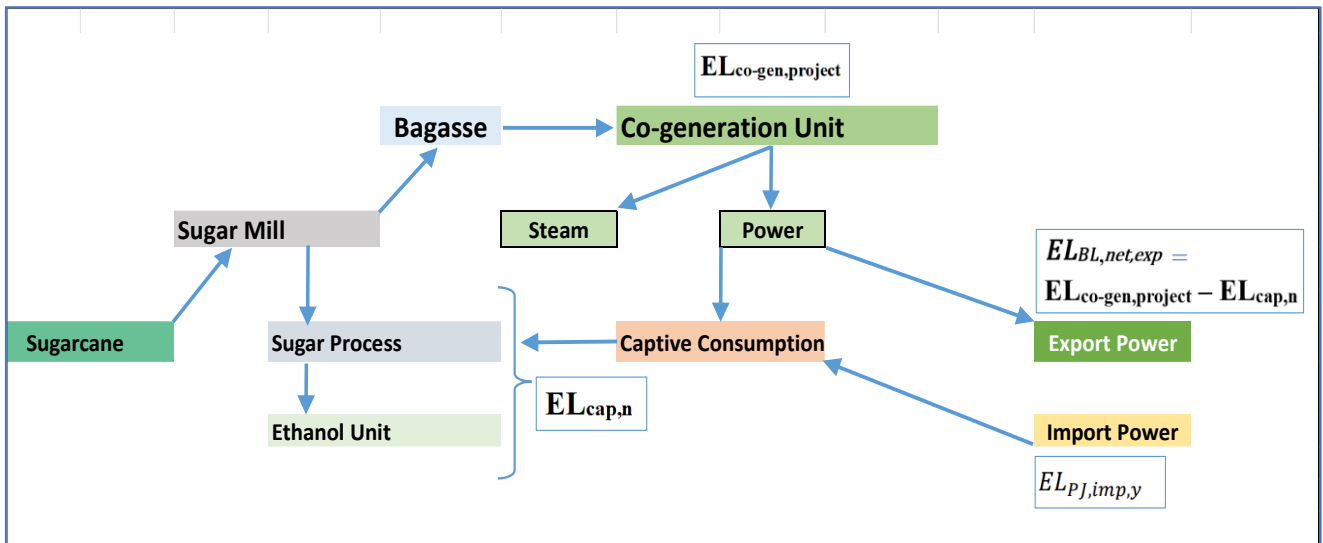 ELco-gen,project
Bagasse
Co-generation Unit
Sugar Mill
Steam
Power
ELBL,net,exp =
ELco-gen,project – ELcap,n
Sugarcane
Sugar Process
Captive Consumption
Export Power
ELcap,n
Ethanol Unit
Import Power
ELPJ,imp,y